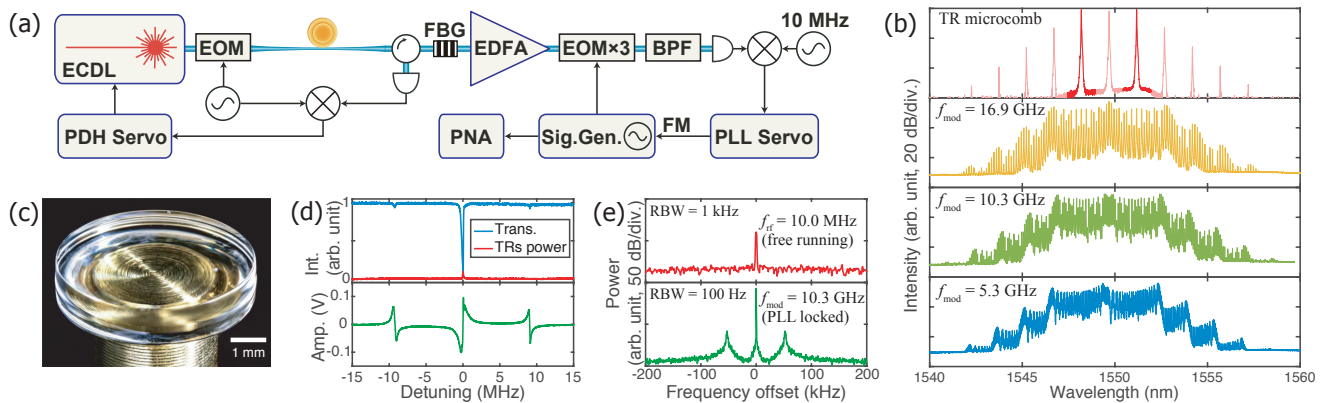 (a)
ECDL
EOM
FBG
EDFA
EOM×3
BPF
10 MHz
PDH Servo
PNA
Sig.Gen.
FM
PLL Servo
(b)
TR microcomb
f_mod = 16.9 GHz
f_mod = 10.3 GHz
f_mod = 5.3 GHz
Intensity (arb. unit, 20 dB/div.)
1540 1545 1550 1555 1560
Wavelength (nm)
(c)
1 mm
(d)
1
Int.
(arb. unit)
0
Trans.
TRs power
0.1
0
-0.1
Amp. (V)
-15 -10 -5 0 5 10 15
Detuning (MHz)
(e)
RBW = 1 kHz
f_rf = 10.0 MHz
(free running)
RBW = 100 Hz
f_mod = 10.3 GHz
(PLL locked)
Power
(arb. unit, 50 dB/div.)
-200 -100 0 100 200
Frequency offset (kHz)